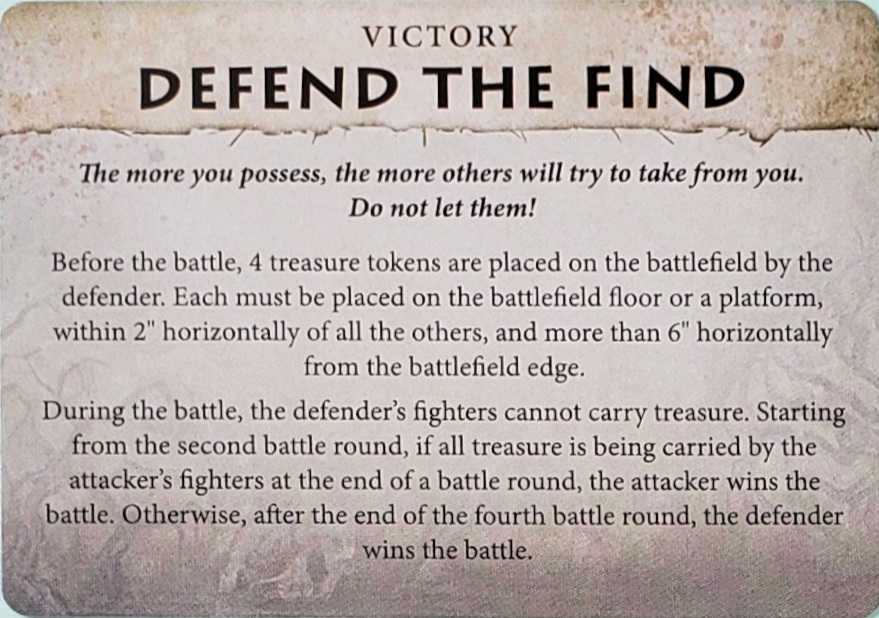 VICTORY
DEFEND THE FIND
The more you possess, the more others will try to take from you.
Do not let them!
Before the battle, 4 treasure tokens are placed on the battlefield by the
defender. Each must be placed on the battlefield floor or a platform,
within 2" horizontally of all the others, and more than 6" horizontally
from the battlefield edge.
During the battle, the defender’s fighters cannot carry treasure. Starting
from the second battle round, if all treasure is being carried by the
attacker’s fighters at the end of a battle round, the attacker wins the
battle. Otherwise, after the end of the fourth battle round, the defender
wins the battle.